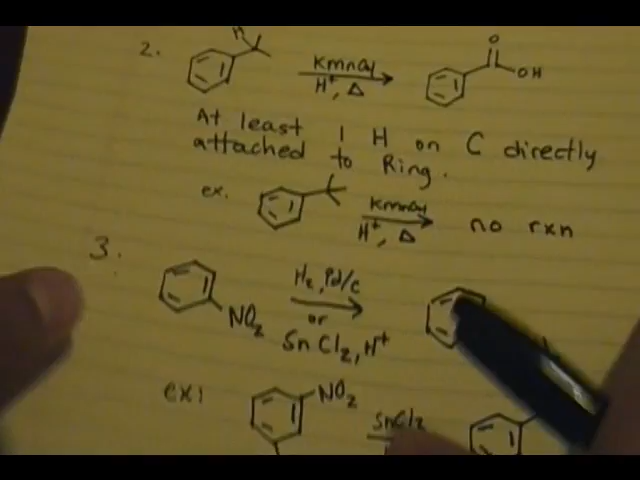 2.
H
KMnO4
H+, Δ
O
OH
At least 1 H on C directly
attached to Ring.
ex.
KMnO4
H+, Δ
no rxn
3.
NO2
H2, Pd/C
or
SnCl2, H+
ex:
NO2
SnCl2